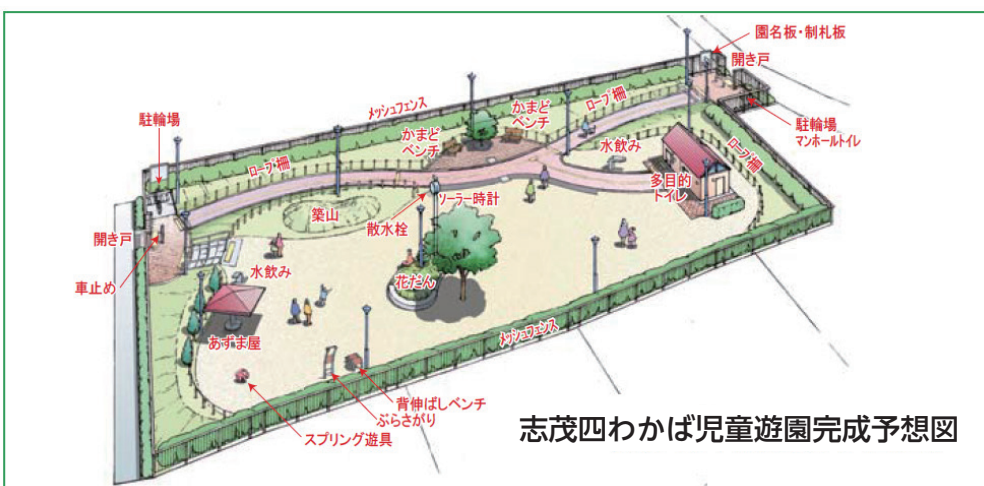 園名板・制札板
開き戸
メッシュフェンス
かまど
ベンチ
かまど
ベンチ
ロープ柵
駐輪場
駐輪場
マンホールトイレ
水飲み
ロープ柵
ロープ柵
多目的
トイレ
ソーラー時計
築山
散水栓
開き戸
水飲み
花だん
車止め
あずま屋
メッシュフェンス
背伸ばしベンチ
ぶらさがり
スプリング遊具
志茂四わかば児童遊園完成予想図